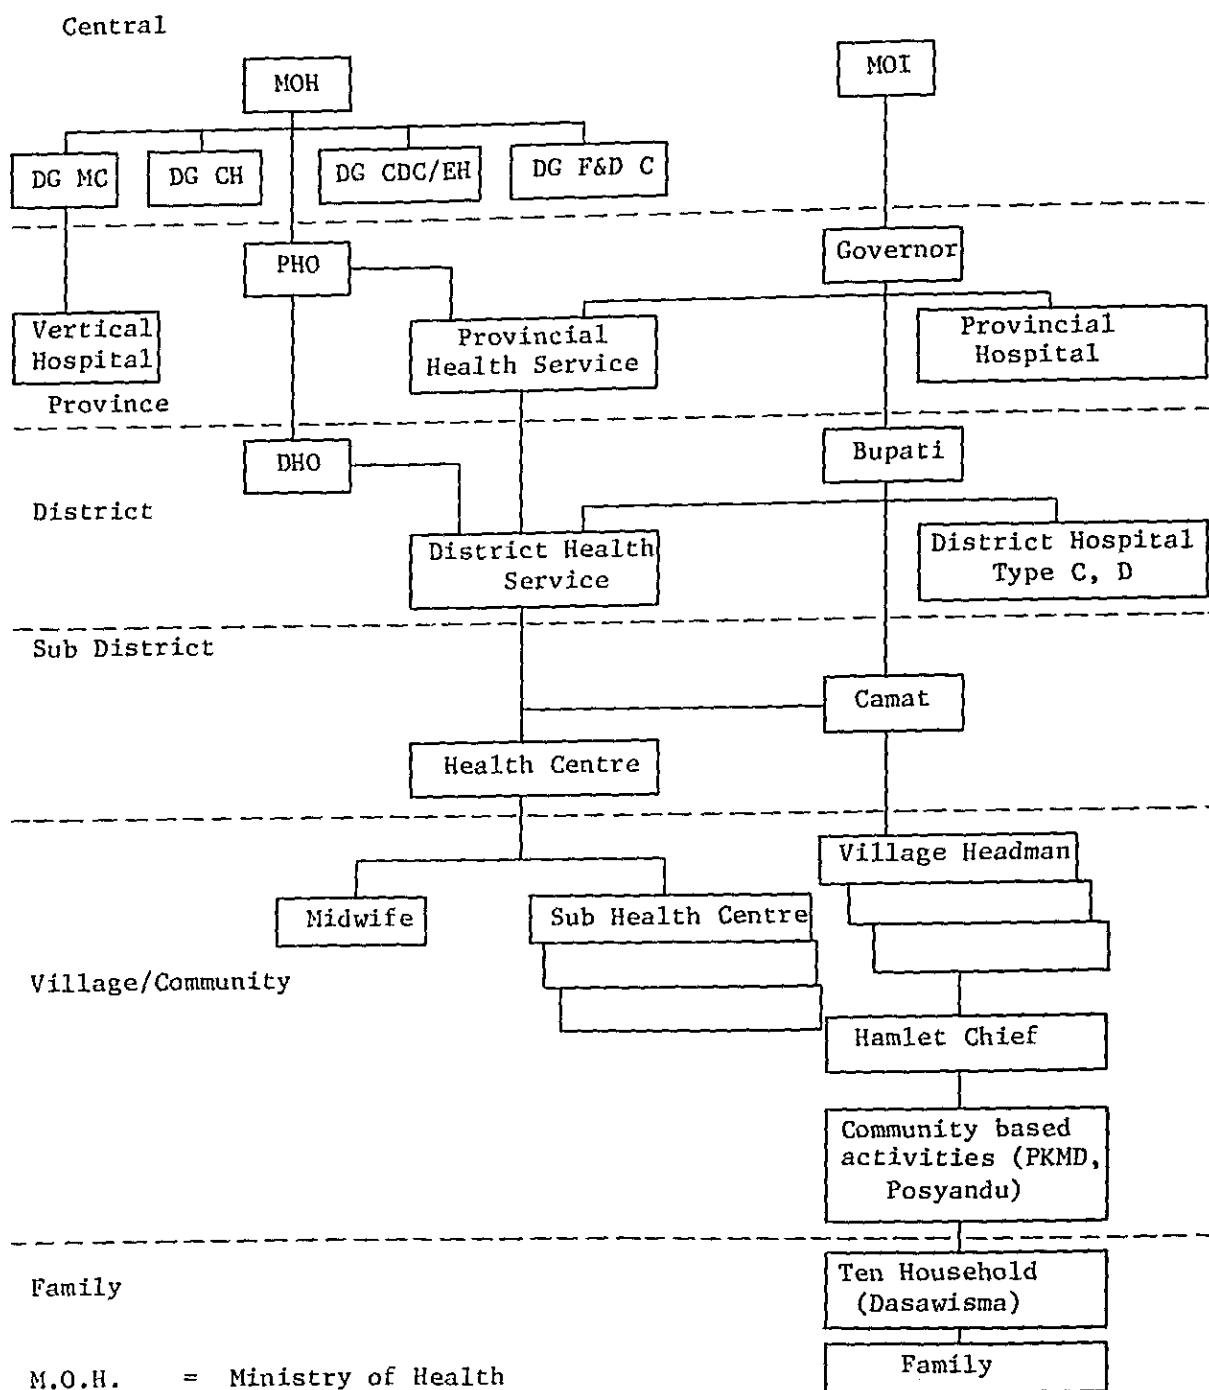 Central
MOH
MOI
DG MC
DG CH
DG CDC/EH
DG F&D C
PHO
Governor
Vertical
Hospital
Provincial
Health Service
Provincial
Hospital
Province
DHO
Bupati
District
District Health
Service
District Hospital
Type C, D
Sub District
Camat
Health Centre
Village Headman
Midwife
Sub Health Centre
Village/Community
Hamlet Chief
Community based
activities (PKMD,
Posyandu)
Family
Ten Household
(Dasawisma)
Family
M.O.H. = Ministry of Health